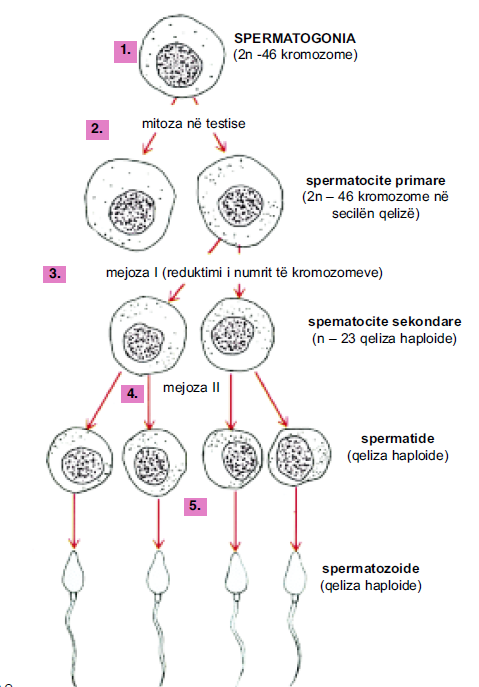 1.
SPERMATOGONIA
(2n -46 kromozome)
2.
mitoza në testise
spermatocite primare
(2n – 46 kromozome në
secilën qelizë)
3.
mejoza I (reduktimi i numrit të kromozomeve)
spematocite sekondare
(n – 23 qeliza haploide)
4.
mejoza II
spermatide
(qeliza haploide)
5.
spermatozoide
(qeliza haploide)